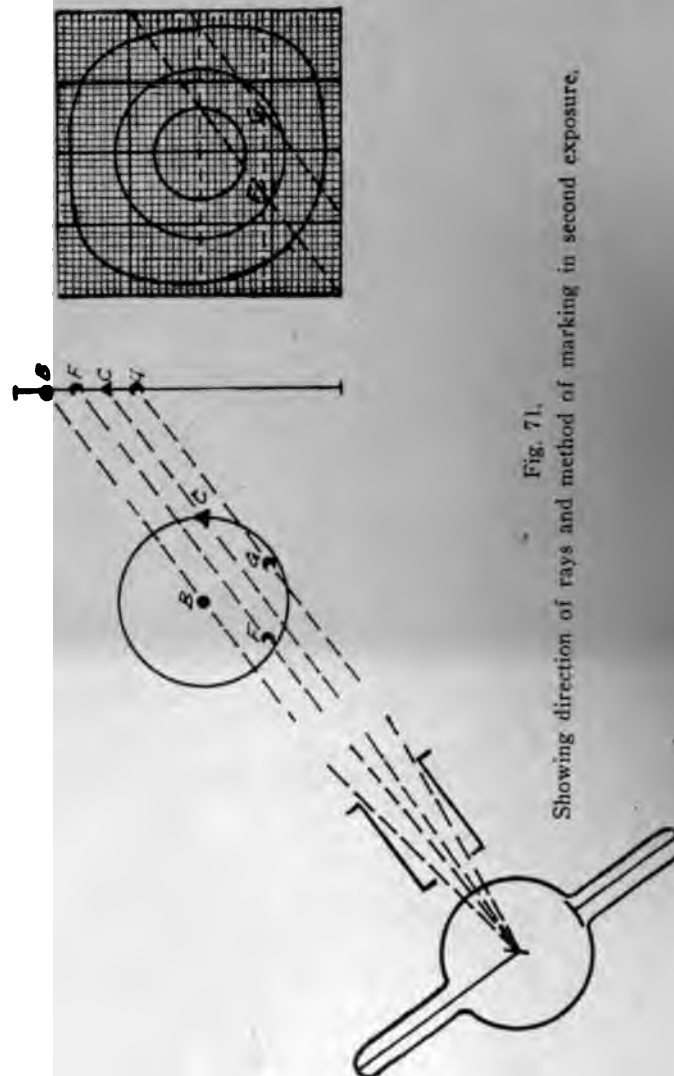 B
F
C
G
C
B
G
F
F
G
Fig. 71.
Showing direction of rays and method of marking in second exposure.